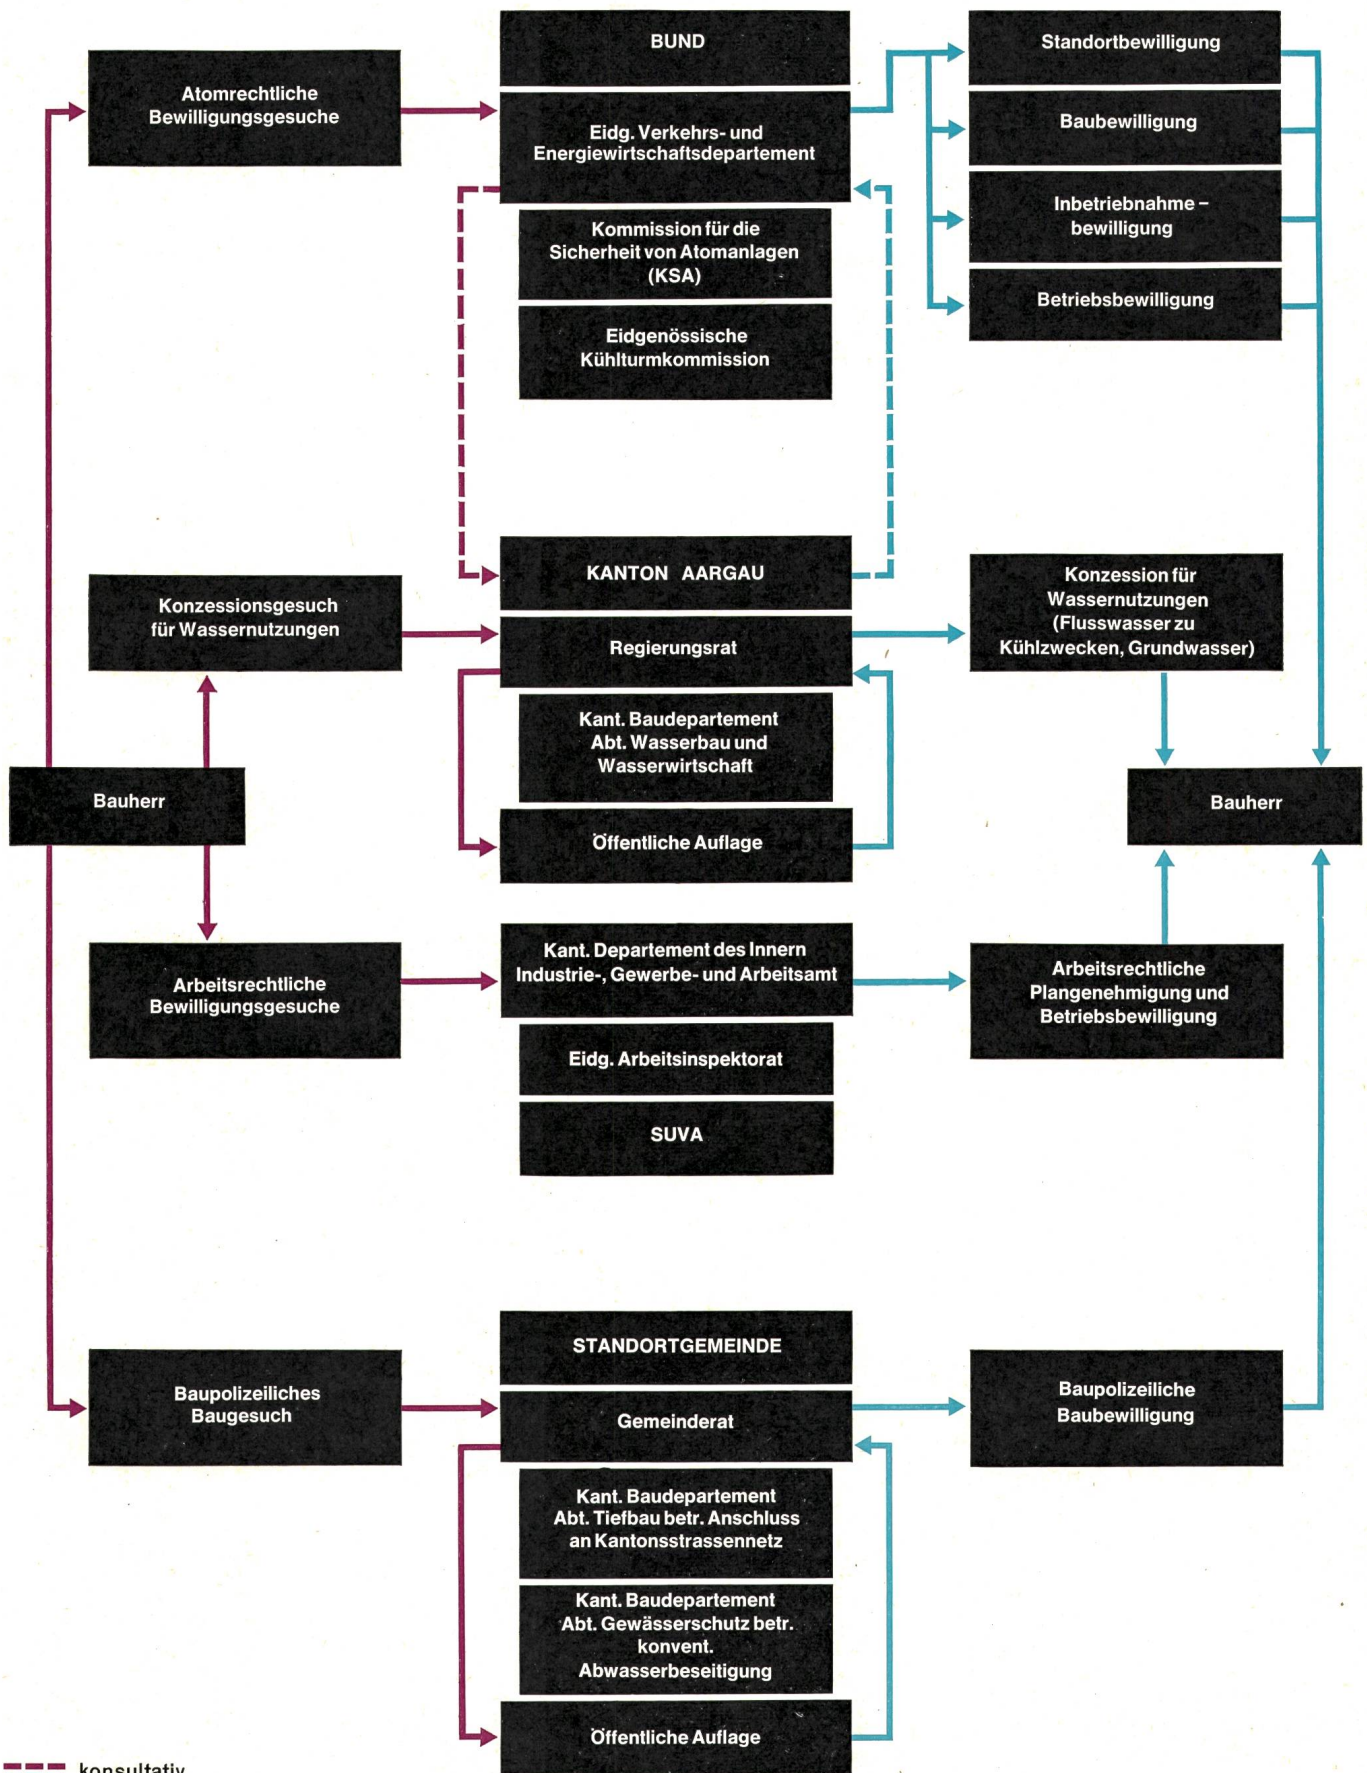 BUND
Standortbewilligung
Atomrechtliche
Bewilligungsgesuche
Eidg. Verkehrs- und
Energiewirtschaftsdepartement
Baubewilligung
Inbetriebnahme –
bewilligung
Kommission für die
Sicherheit von Atomanlagen
(KSA)
Betriebsbewilligung
Eidgenössische
Kühlturmkommission
KANTON AARGAU
Konzessionsgesuch
für Wassernutzungen
Regierungsrat
Konzession für
Wassernutzungen
(Flusswasser zu
Kühlzwecken, Grundwasser)
Kant. Baudepartement
Abt. Wasserbau und
Wasserwirtschaft
Bauherr
Bauherr
Öffentliche Auflage
Kant. Departement des Innern
Industrie-, Gewerbe- und Arbeitsamt
Arbeitsrechtliche
Bewilligungsgesuche
Arbeitsrechtliche
Plangenehmigung und
Betriebsbewilligung
Eidg. Arbeitsinspektorat
SUVA
STANDORTGEMEINDE
Baupolizeiliches
Baugesuch
Gemeinderat
Baupolizeiliche
Baubewilligung
Kant. Baudepartement
Abt. Tiefbau betr. Anschluss
an Kantonsstrassennetz
Kant. Baudepartement
Abt. Gewässerschutz betr.
konvent.
Abwasserbeseitigung
Öffentliche Auflage
konsultativ